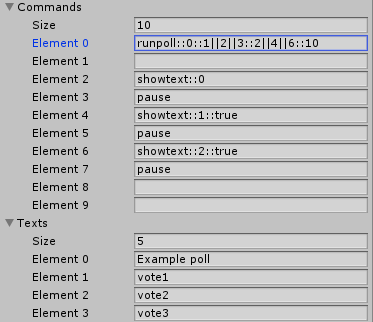 Commands
Size 10
Element 0 runpoll::0::1||2||3::2||4||6::10
Element 1
Element 2 showtext::0
Element 3 pause
Element 4 showtext::1::true
Element 5 pause
Element 6 showtext::2::true
Element 7 pause
Element 8
Element 9
Texts
Size 5
Element 0 Example poll
Element 1 vote1
Element 2 vote2
Element 3 vote3